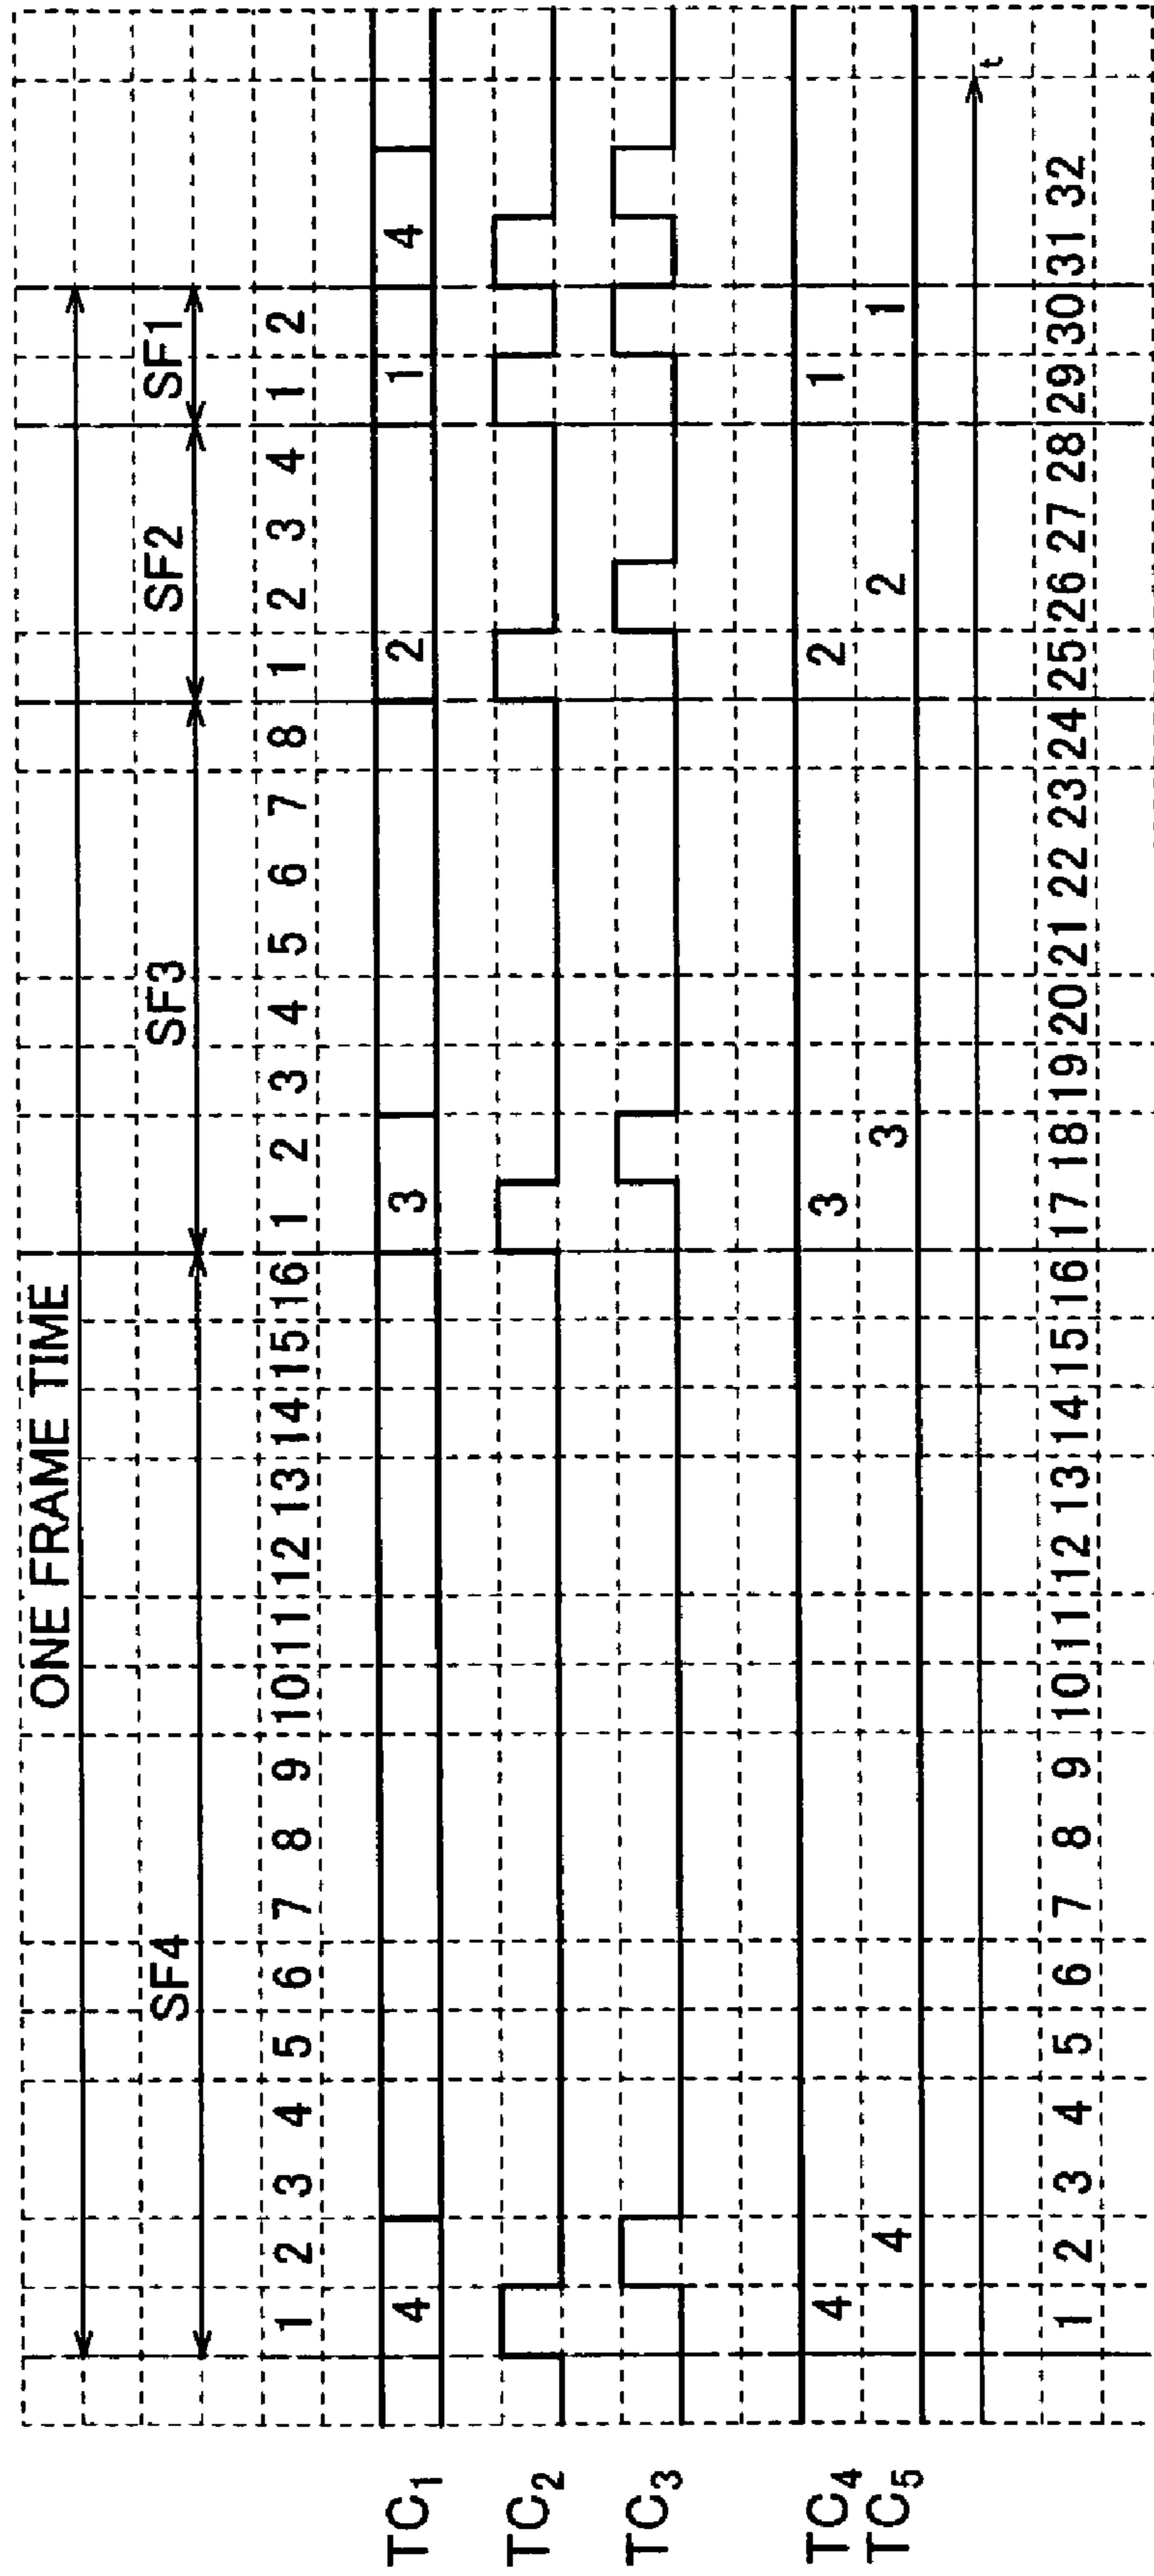 ONE FRAME TIME
SF4 SF3 SF2 SF1
1 2 3 4 5 6 7 8 9 10 11 12 13 14 15 16 1 2 3 4 5 6 7 8 1 2 3 4 1 2
TC1 4 3 2 1 4
TC2
TC3
TC4 4 3 2 1
TC5 4 3 2 1
t
1 2 3 4 5 6 7 8 9 10 11 12 13 14 15 16 17 18 19 20 21 22 23 24 25 26 27 28 29 30 31 32